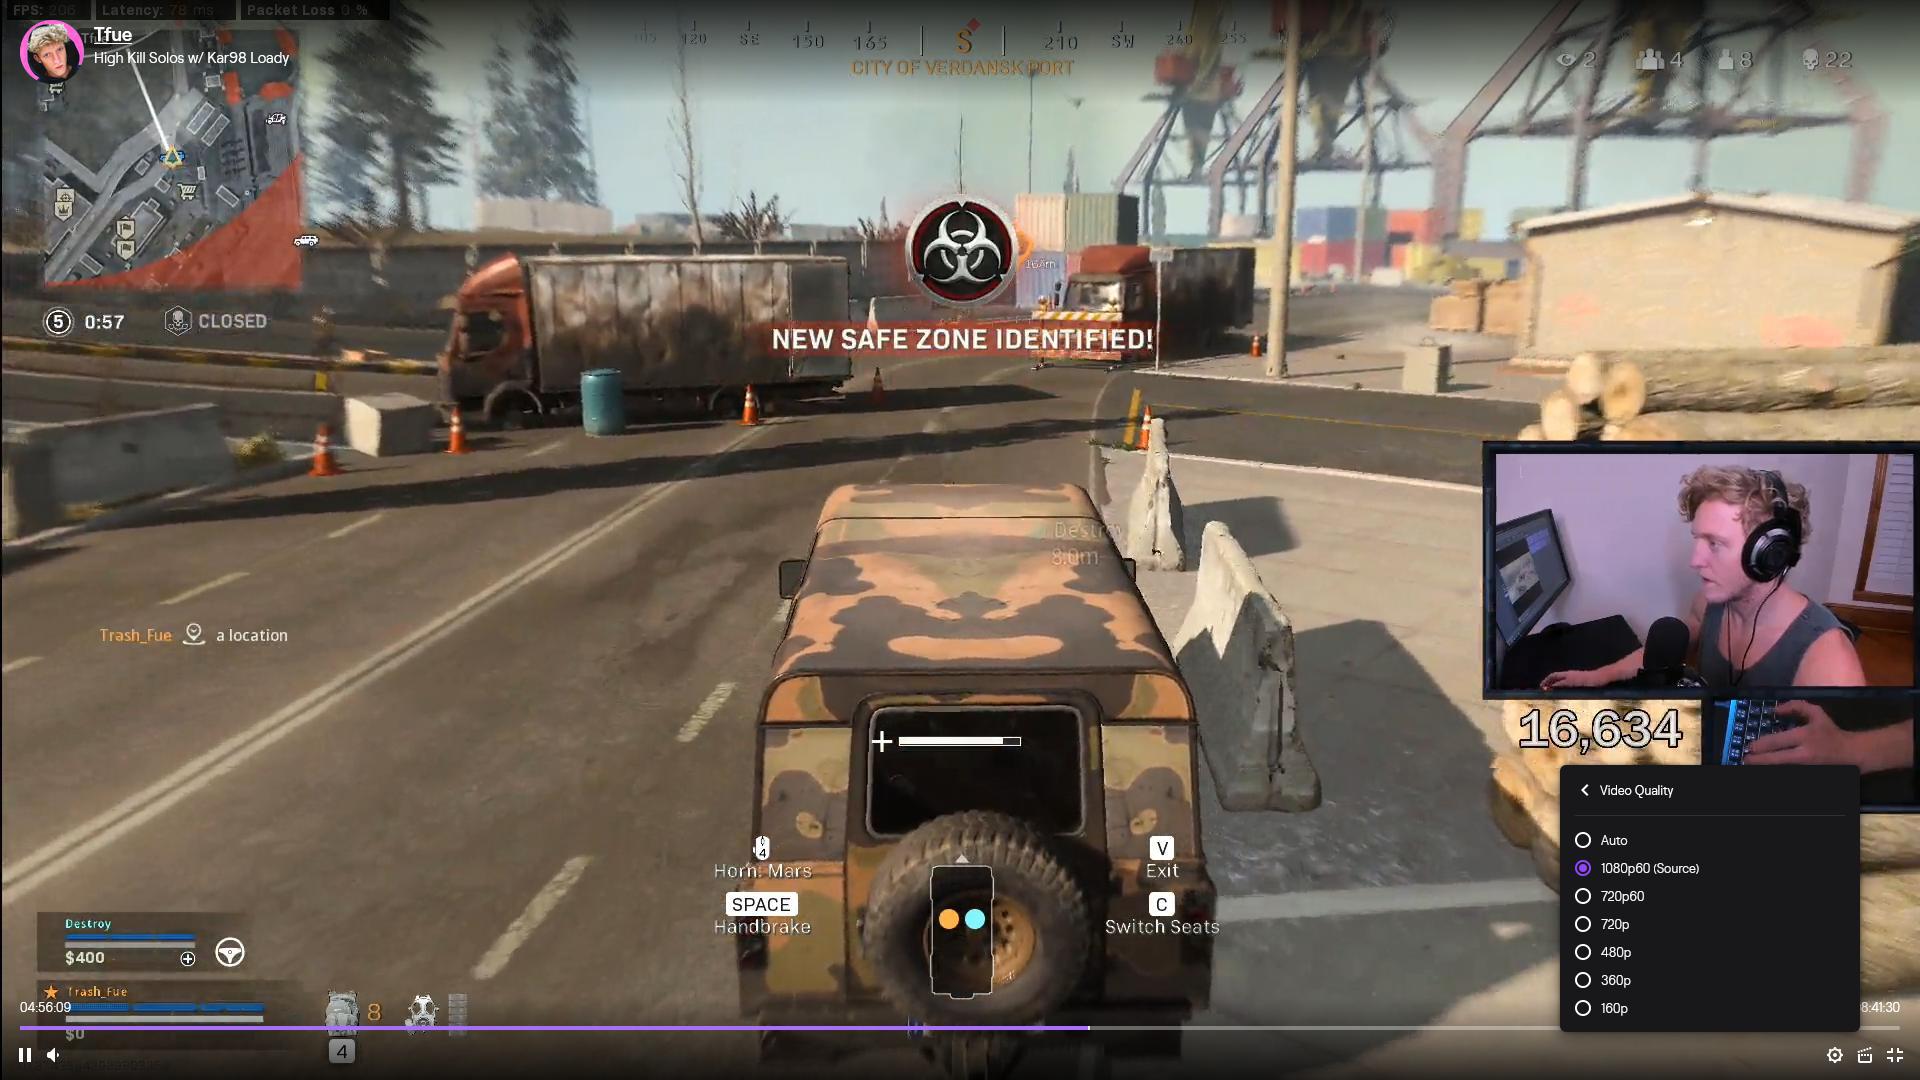 FPS: 206 Latency: 78 ms Packet Loss 0 %
Tfue
High Kill Solos w/ Kar98 Loady
120 SE 150 165 S 210 SW 240 255
CITY OF VERDANSK PORT
2 4 8 22
168m
5 0:57 CLOSED
NEW SAFE ZONE IDENTIFIED!
Destroy
8.0m
Trash_Fue a location
16,634
Video Quality
Auto
1080p60 (Source)
720p60
720p
480p
360p
160p
4
Horn: Mars
V
Exit
SPACE
Handbrake
C
Switch Seats
Destroy
$400
Trash_Fue
$0
8
4
04:56:09
8:41:30